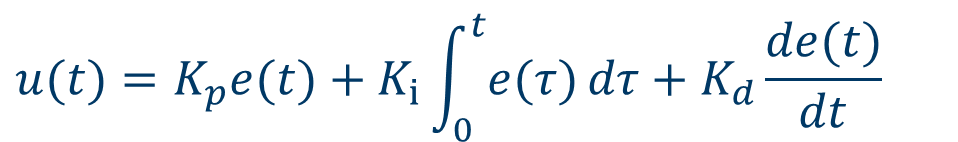 u(t) = K_p e(t) + K_i ∫_0^t e(τ) dτ + K_d de(t)/dt